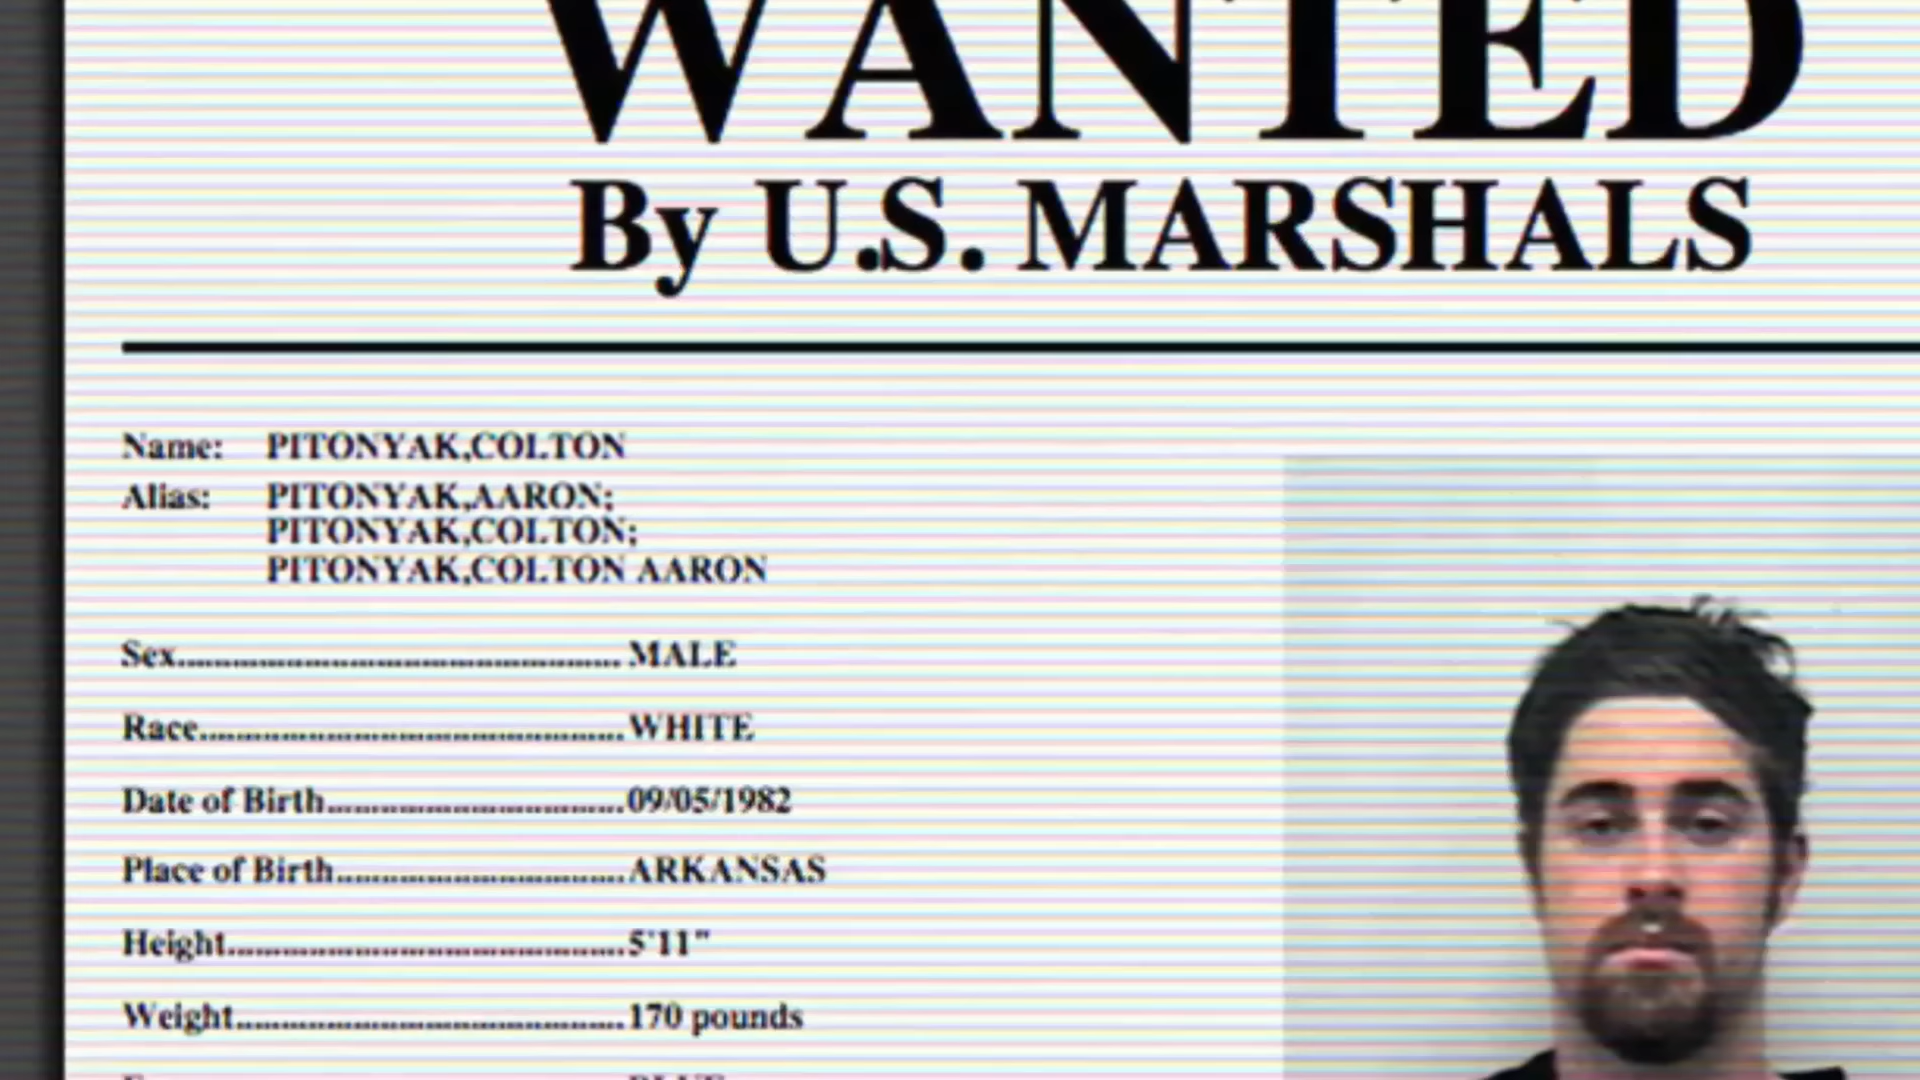 WANTED
By U.S. MARSHALS
Name: PITONYAK,COLTON
Alias: PITONYAK,AARON;
PITONYAK,COLTON;
PITONYAK,COLTON AARON
Sex................................................. MALE
Race...............................................WHITE
Date of Birth.................................09/05/1982
Place of Birth................................ARKANSAS
Height............................................5'11"
Weight...........................................170 pounds